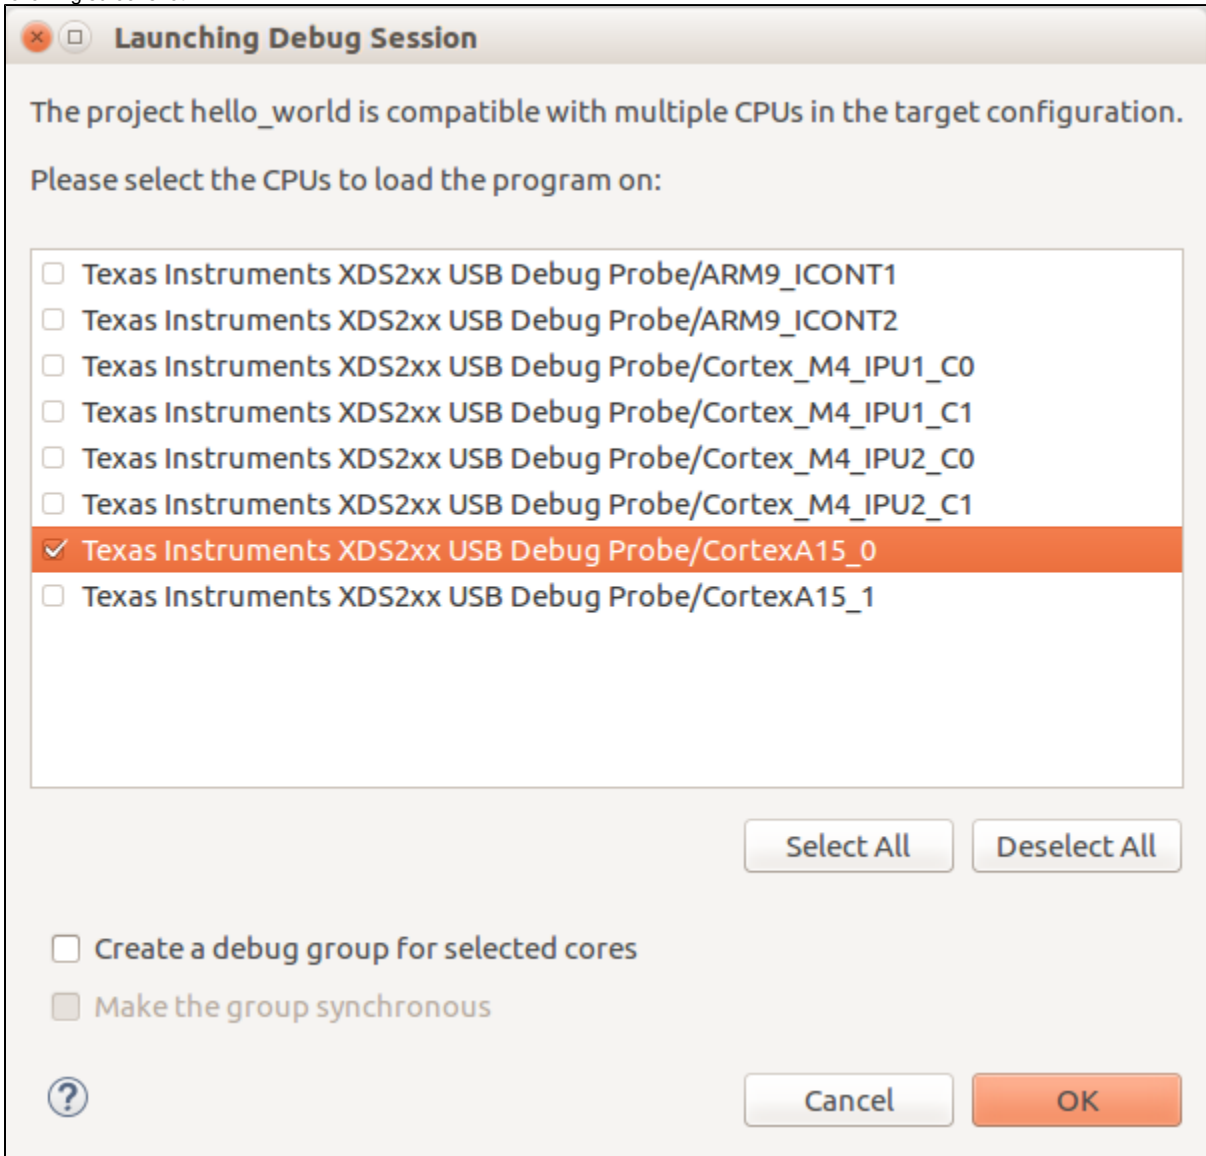 Launching Debug Session
The project hello_world is compatible with multiple CPUs in the target configuration.
Please select the CPUs to load the program on:
Texas Instruments XDS2xx USB Debug Probe/ARM9_ICONT1
Texas Instruments XDS2xx USB Debug Probe/ARM9_ICONT2
Texas Instruments XDS2xx USB Debug Probe/Cortex_M4_IPU1_C0
Texas Instruments XDS2xx USB Debug Probe/Cortex_M4_IPU1_C1
Texas Instruments XDS2xx USB Debug Probe/Cortex_M4_IPU2_C0
Texas Instruments XDS2xx USB Debug Probe/Cortex_M4_IPU2_C1
Texas Instruments XDS2xx USB Debug Probe/CortexA15_0
Texas Instruments XDS2xx USB Debug Probe/CortexA15_1
Select All Deselect All
Create a debug group for selected cores
Make the group synchronous
? Cancel OK